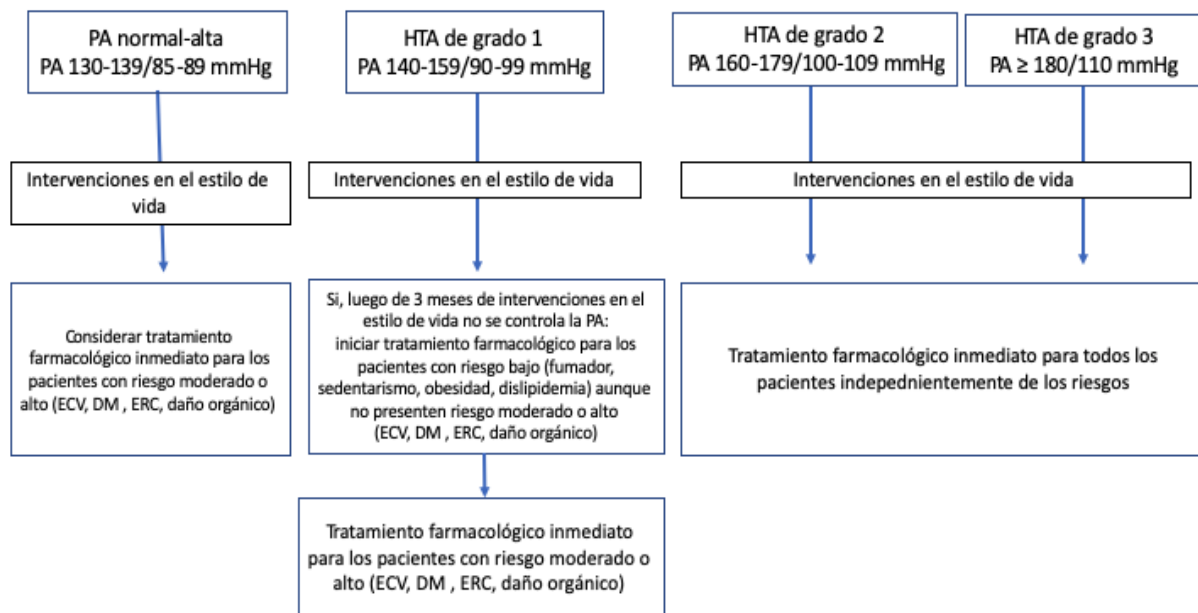 PA normal-alta
PA 130-139/85-89 mmHg
HTA de grado 1
PA 140-159/90-99 mmHg
HTA de grado 2
PA 160-179/100-109 mmHg
HTA de grado 3
PA ≥ 180/110 mmHg
Intervenciones en el estilo de
vida
Intervenciones en el estilo de vida
Intervenciones en el estilo de vida
Considerar tratamiento
farmacológico inmediato para los
pacientes con riesgo moderado o
alto (ECV, DM , ERC, daño orgánico)
Si, luego de 3 meses de intervenciones en el
estilo de vida no se controla la PA:
iniciar tratamiento farmacológico para los
pacientes con riesgo bajo (fumador,
sedentarismo, obesidad, dislipidemia) aunque
no presenten riesgo moderado o alto
(ECV, DM , ERC, daño orgánico)
Tratamiento farmacológico inmediato para todos los
pacientes indepednientemente de los riesgos
Tratamiento farmacológico inmediato
para los pacientes con riesgo moderado o
alto (ECV, DM , ERC, daño orgánico)